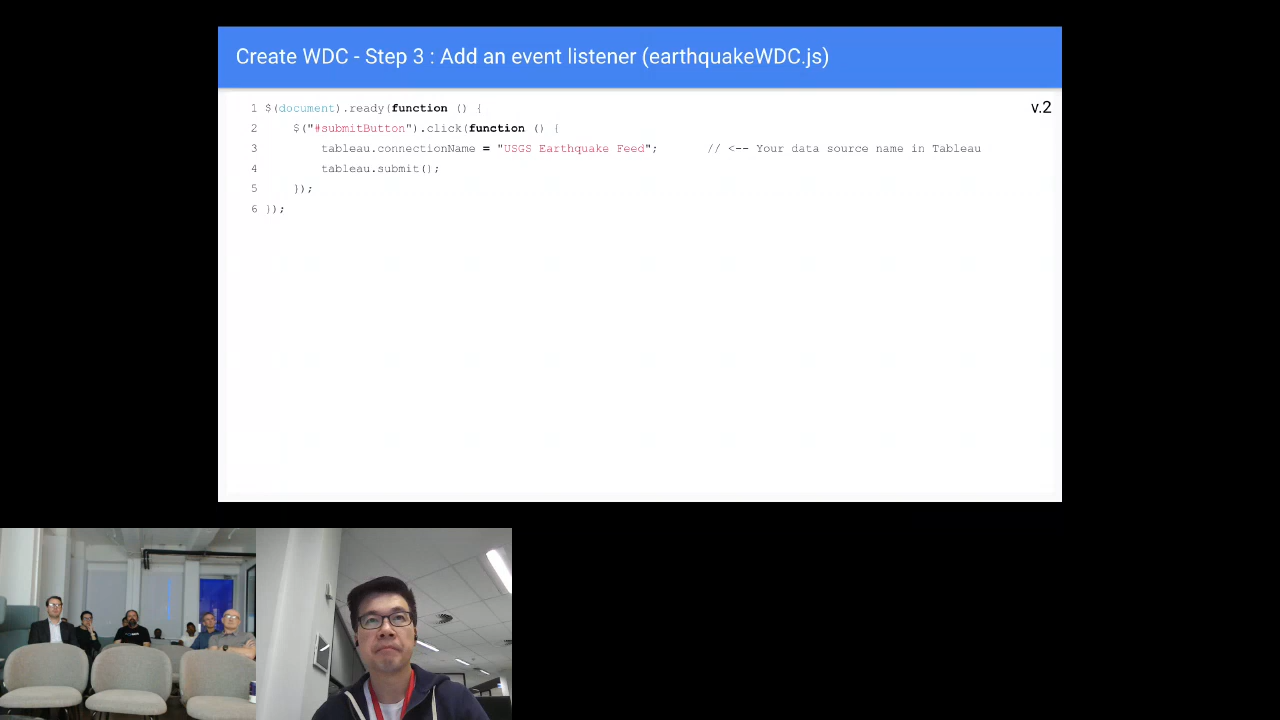 Create WDC - Step 3 : Add an event listener (earthquakeWDC.js)
v.2
1 $(document).ready(function () {
2 $("#submitButton").click(function () {
3 tableau.connectionName = "USGS Earthquake Feed"; // <-- Your data source name in Tableau
4 tableau.submit();
5 });
6 });